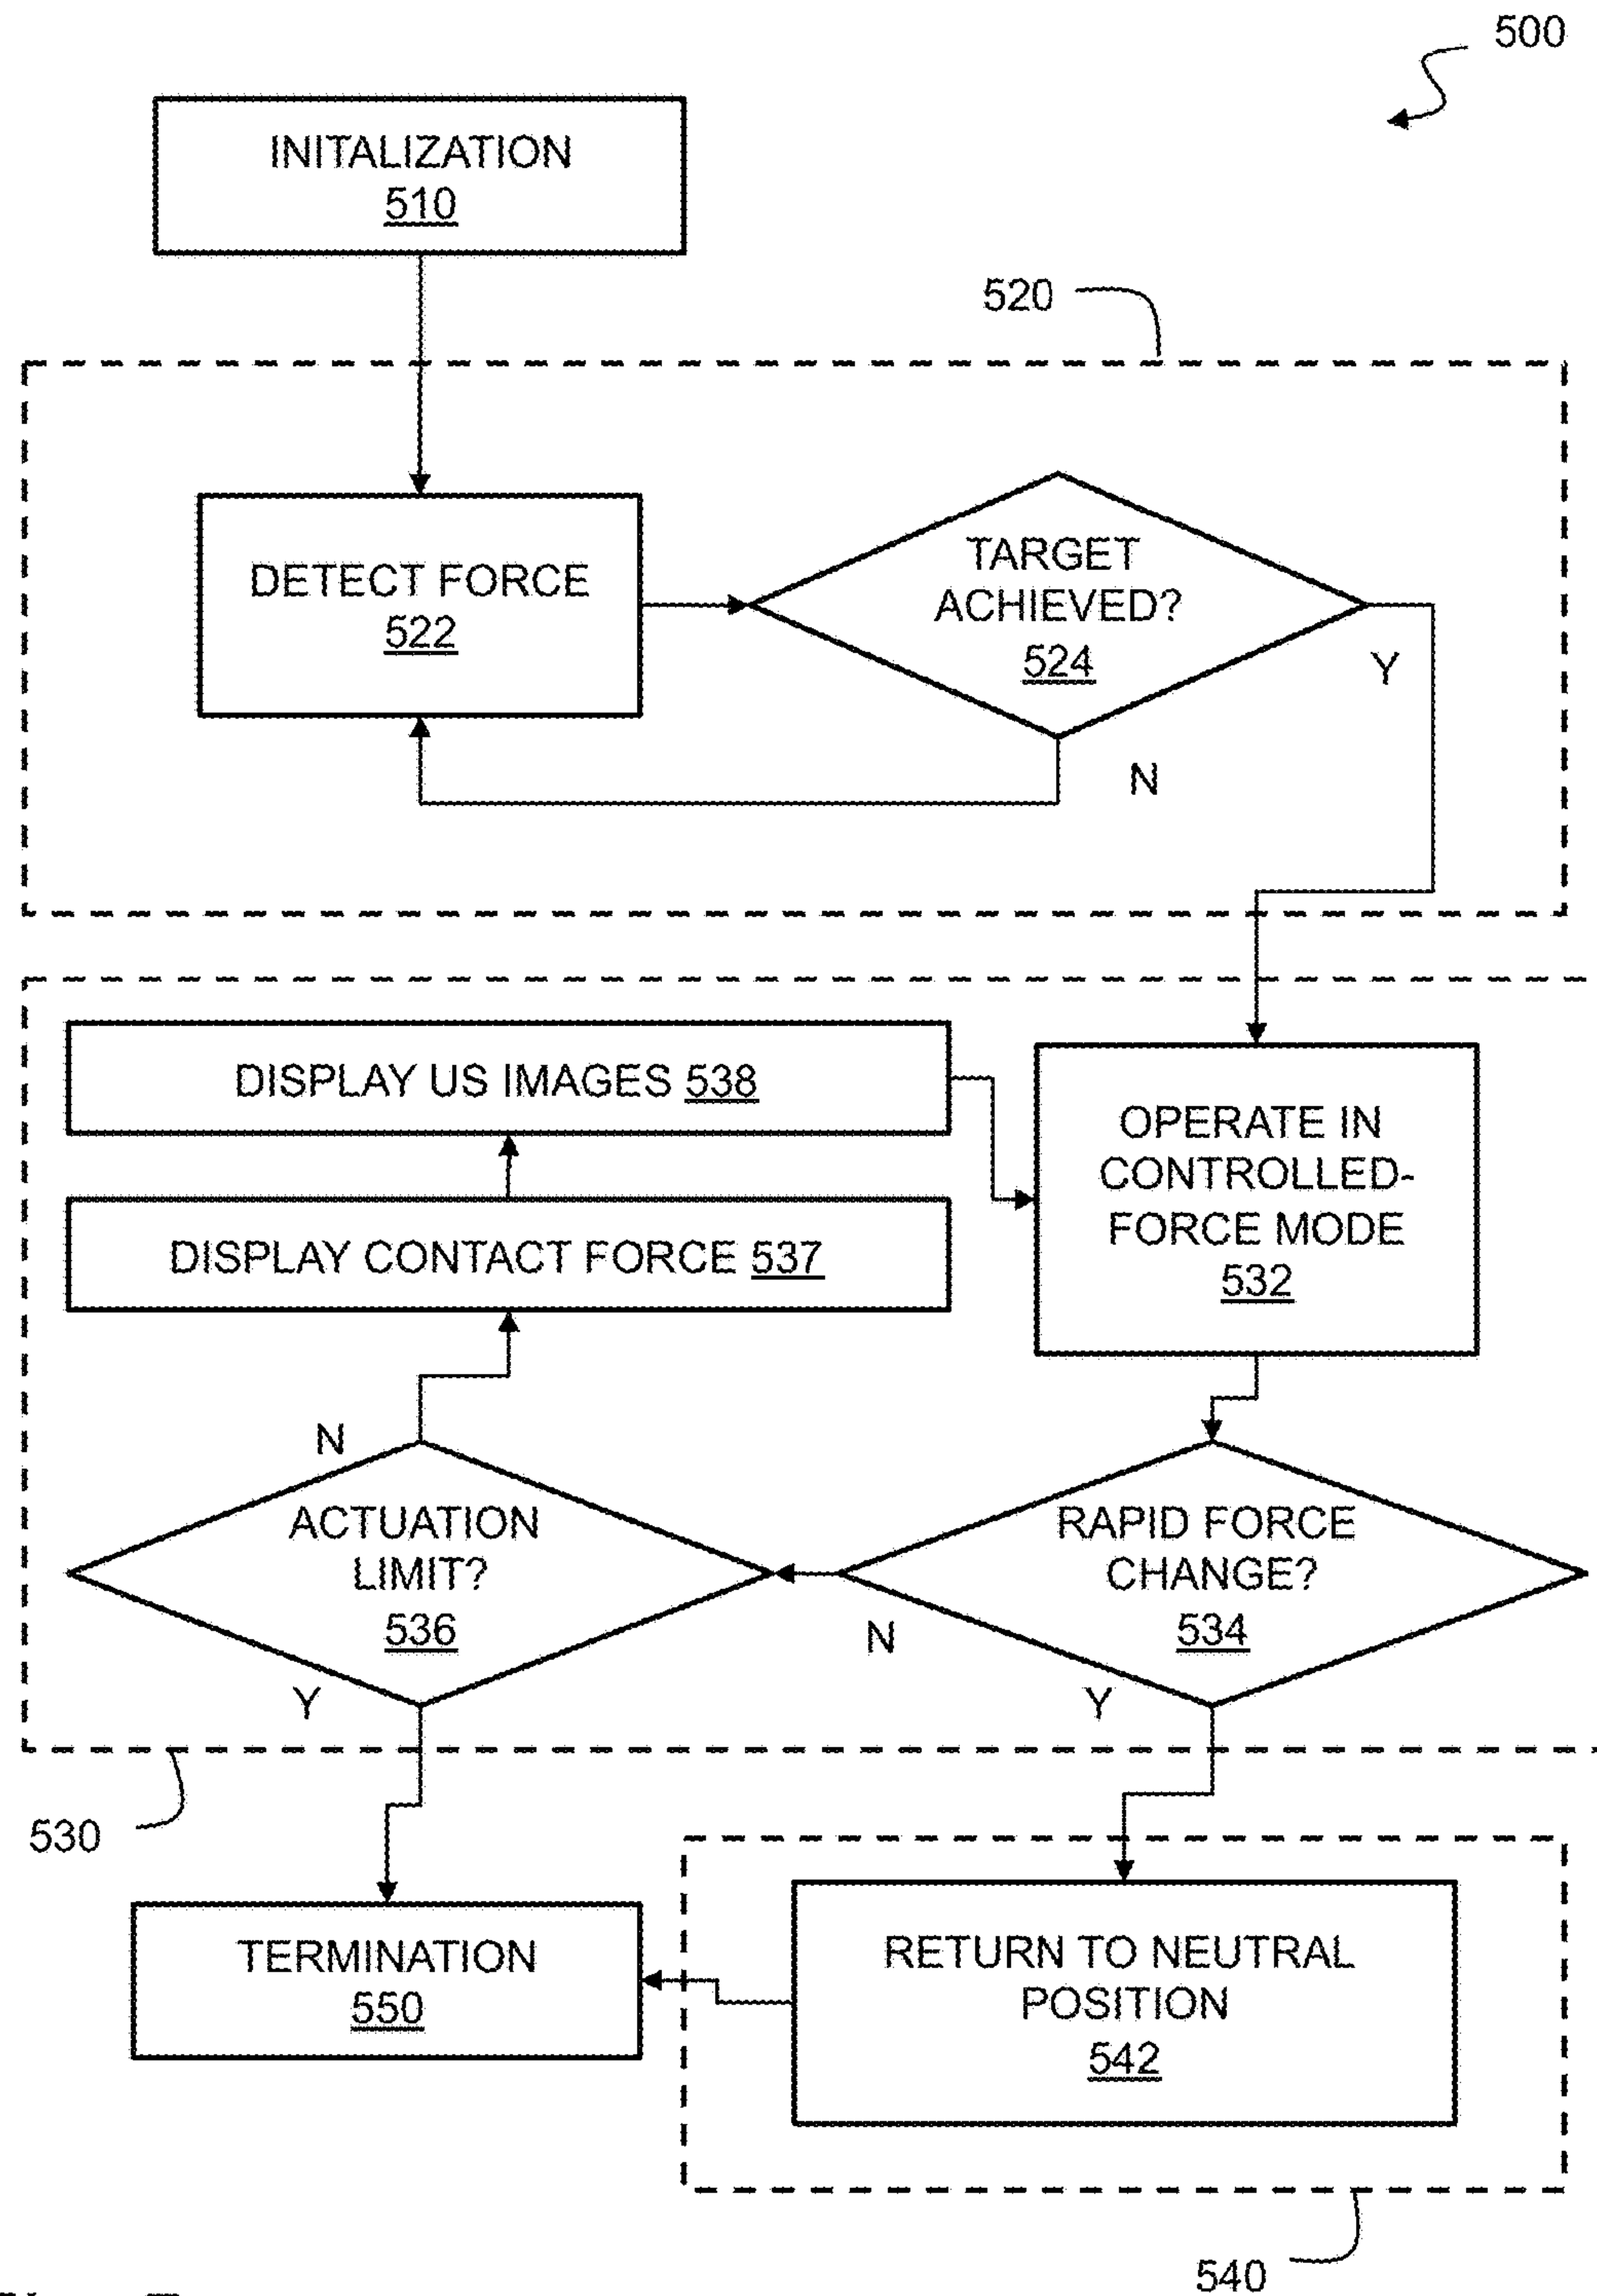 500
INITALIZATION
510
520
DETECT FORCE
522
TARGET
ACHIEVED?
524
Y
N
DISPLAY US IMAGES 538
OPERATE IN
CONTROLLED-
FORCE MODE
532
DISPLAY CONTACT FORCE 537
N
ACTUATION
LIMIT?
536
Y
RAPID FORCE
CHANGE?
534
N
Y
530
TERMINATION
550
RETURN TO NEUTRAL
POSITION
542
540